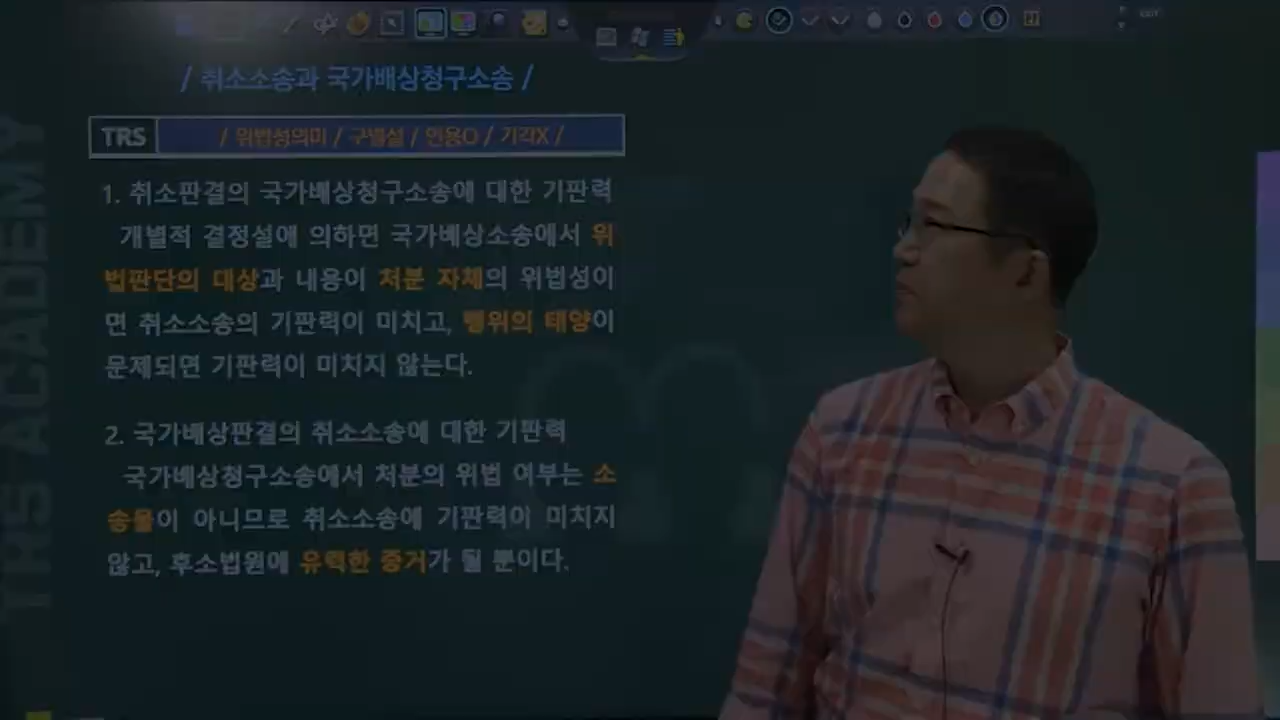 / 취소소송과 국가배상청구소송 /
TRS / 위법성의미 / 구별실 / 인용O / 기각X /
1. 취소판결의 국가배상청구소송에 대한 기판력
개별적 결정설에 의하면 국가배상소송에서 위
법판단의 대상과 내용이 처분 자체의 위법성이
면 취소소송의 기판력이 미치고, 행위의 태양이
문제되면 기판력이 미치지 않는다.
2. 국가배상판결의 취소소송에 대한 기판력
국가배상청구소송에서 처분의 위법 여부는 소
송물이 아니므로 취소소송에 기판력이 미치지
않고, 후소법원에 유력한 증거가 될 뿐이다.
TRS ACADEMY